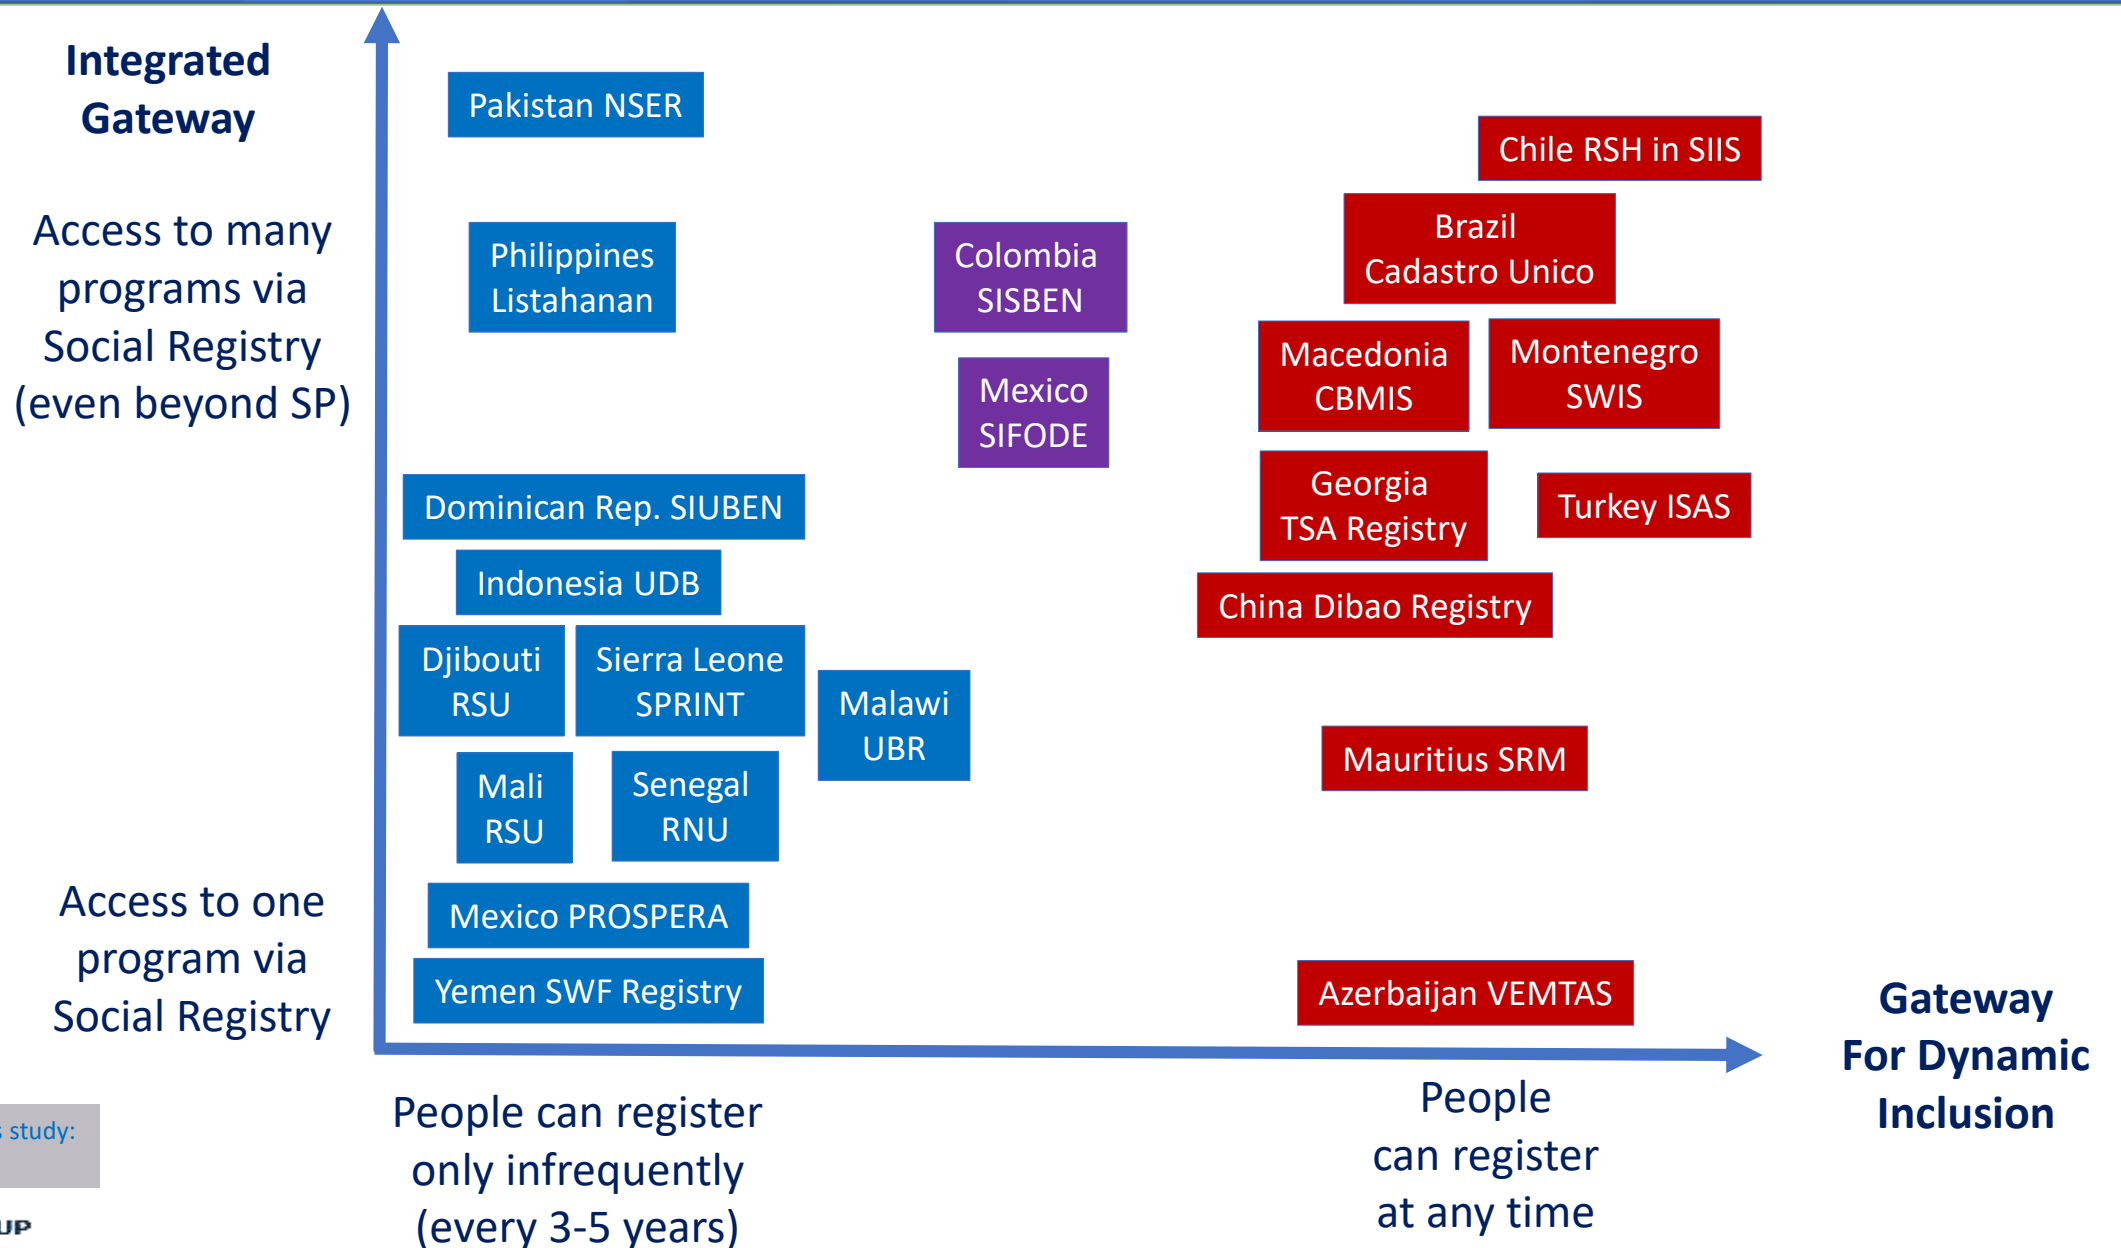 Integrated
Gateway
Access to many
programs via
Social Registry
(even beyond SP)
Access to one
program via
Social Registry
Pakistan NSER
Philippines
Listahanan
Colombia
SISBEN
Mexico
SIFODE
Chile RSH in SIIS
Brazil
Cadastro Unico
Macedonia
CBMIS
Montenegro
SWIS
Georgia
TSA Registry
Turkey ISAS
China Dibao Registry
Dominican Rep. SIUBEN
Indonesia UDB
Djibouti
RSU
Sierra Leone
SPRINT
Malawi
UBR
Mali
RSU
Senegal
RNU
Mauritius SRM
Mexico PROSPERA
Yemen SWF Registry
Azerbaijan VEMTAS
Gateway
For Dynamic
Inclusion
People can register
only infrequently
(every 3-5 years)
People
can register
at any time
study: